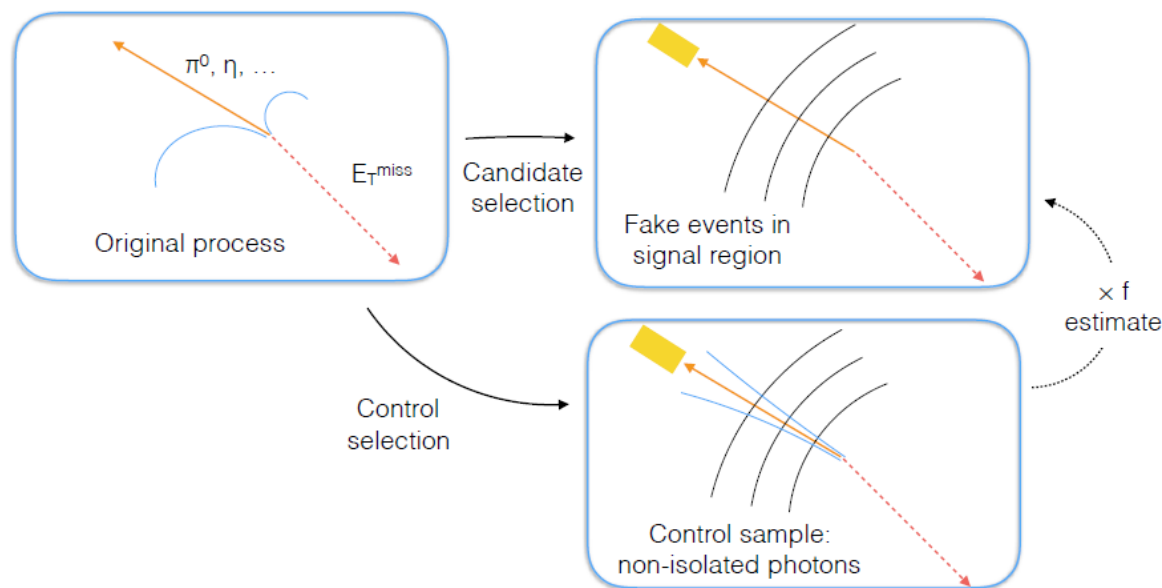 π⁰, η, ...
E_T^miss
Original process
Candidate
selection
Fake events in
signal region
× f
estimate
Control
selection
Control sample:
non-isolated photons